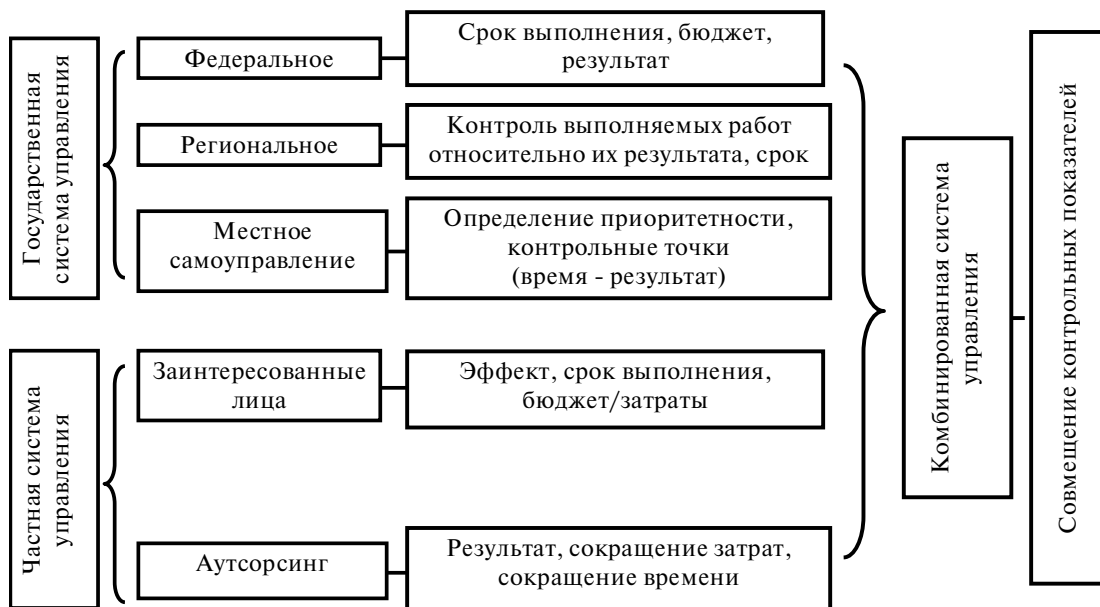 Государственная
система управления
Федеральное
Срок выполнения, бюджет,
результат
Региональное
Контроль выполняемых работ
относительно их результата, срок
Местное
самоуправление
Определение приоритетности,
контрольные точки
(время - результат)
Частная система
управления
Заинтересованные
лица
Эффект, срок выполнения,
бюджет/затраты
Аутсорсинг
Результат, сокращение затрат,
сокращение времени
Комбинированная система
управления
Совмещение контрольных показателей